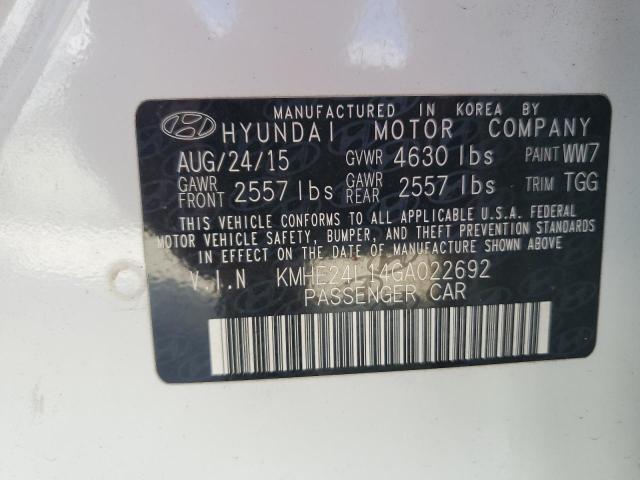 MANUFACTURED IN KOREA BY
HYUNDAI MOTOR COMPANY
AUG/24/15 GVWR 4630 lbs PAINT WW7
GAWR FRONT 2557 lbs GAWR REAR 2557 lbs TRIM TGG
THIS VEHICLE CONFORMS TO ALL APPLICABLE U.S.A. FEDERAL
MOTOR VEHICLE SAFETY, BUMPER, AND THEFT PREVENTION STANDARDS
IN EFFECT ON THE DATE OF MANUFACTURE SHOWN ABOVE
V.I.N KMHE24L14GA022692
PASSENGER CAR